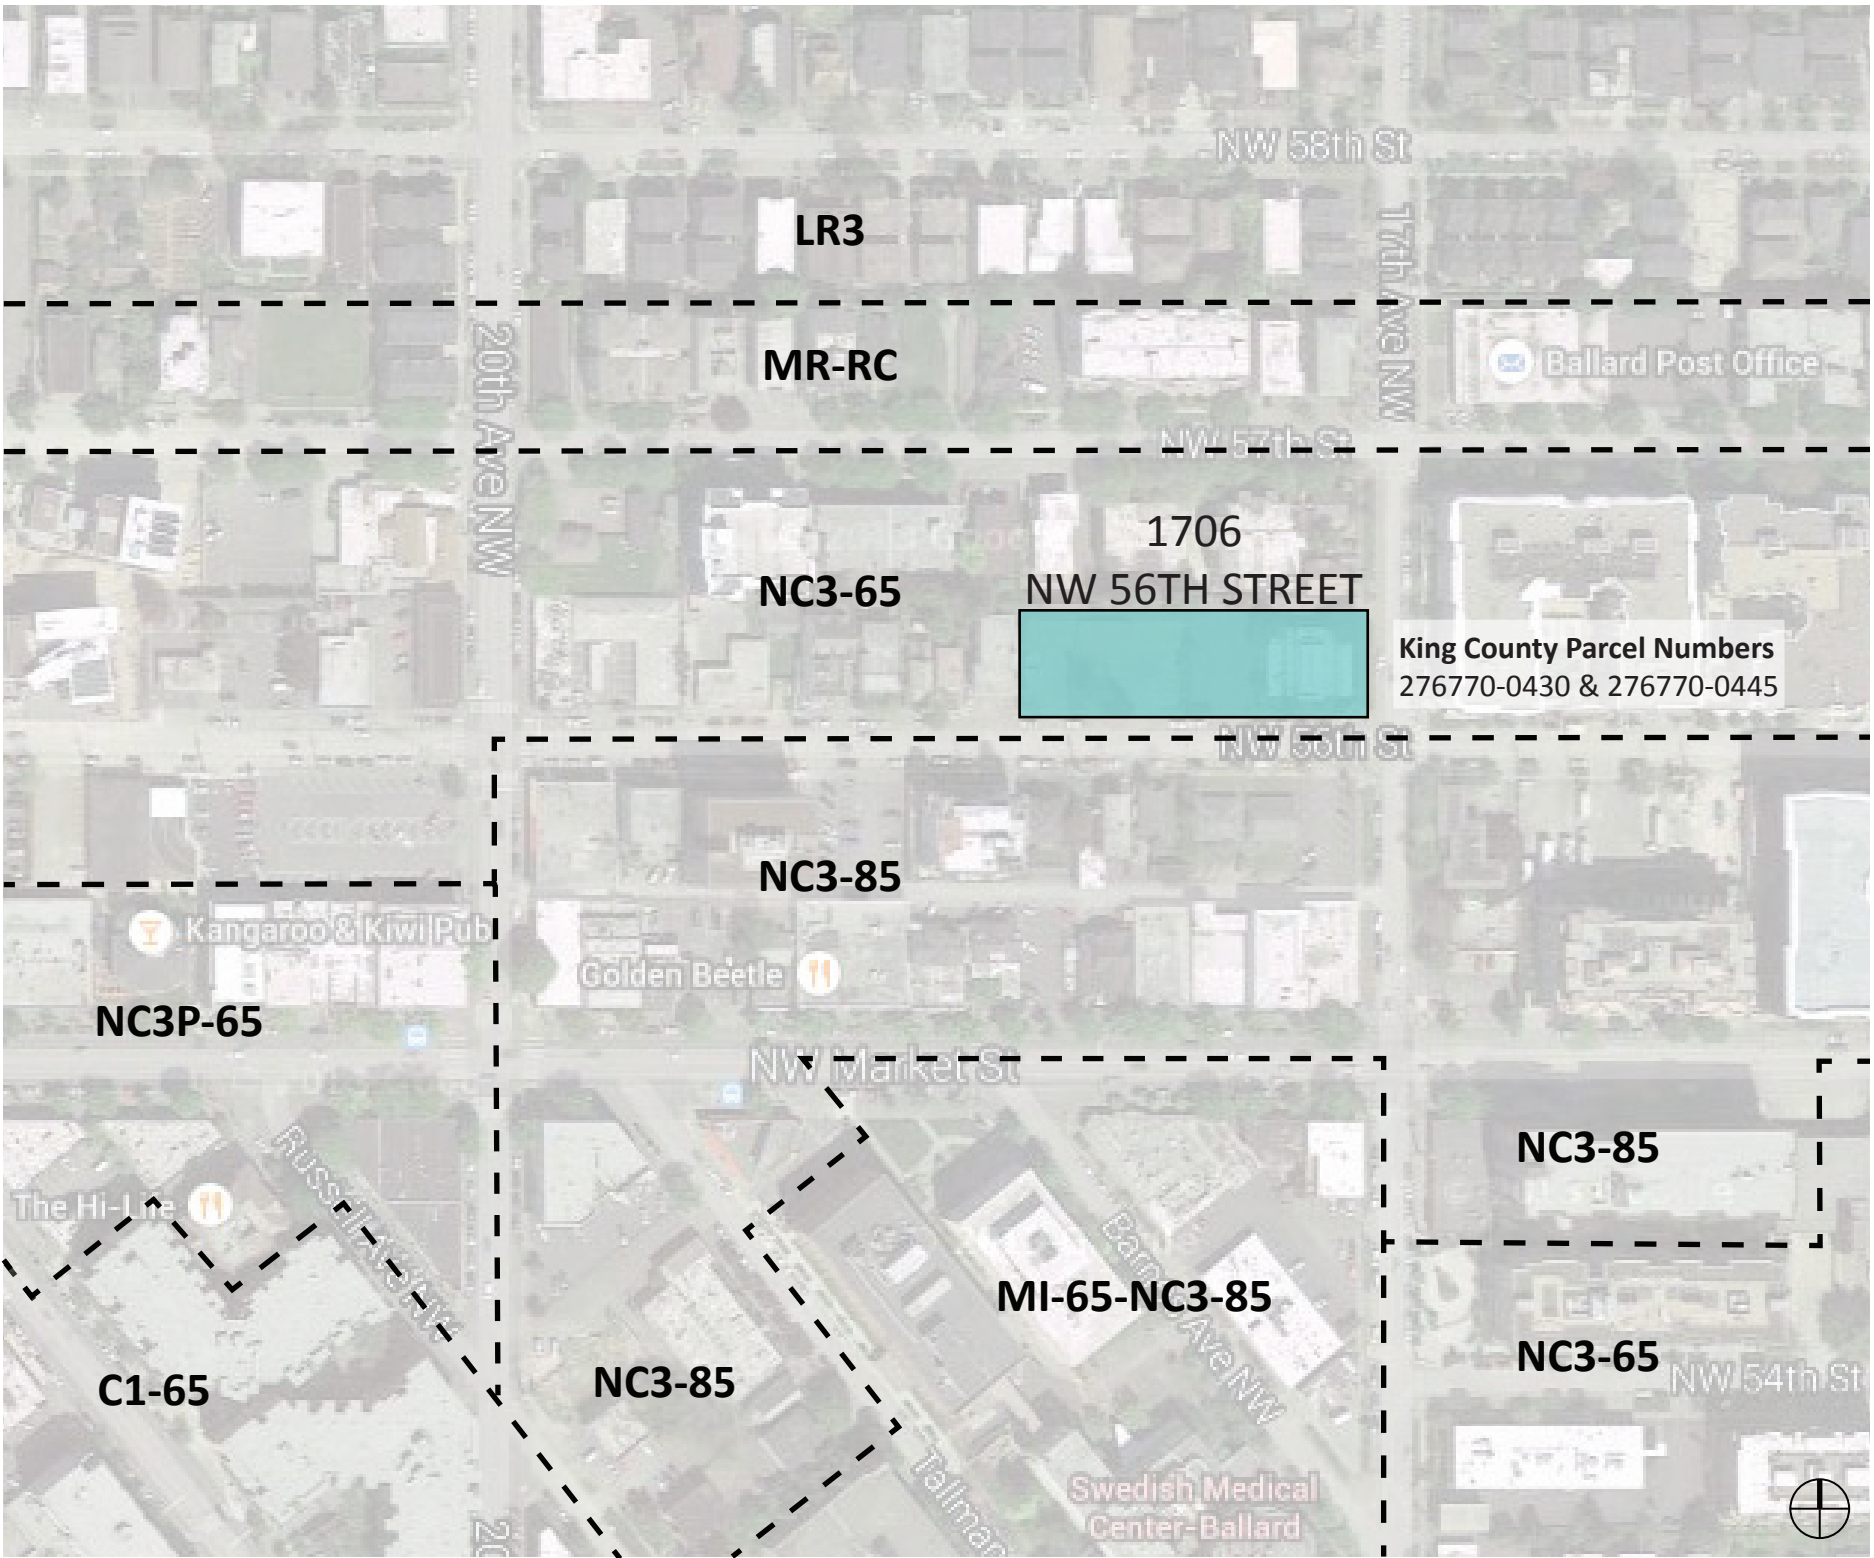 NW 58th St
LR3
17th Ave NW
20th Ave NW
MR-RC
Ballard Post Office
NW 57th St
1706
NW 56TH STREET
NC3-65
King County Parcel Numbers
276770-0430 & 276770-0445
NW 56th St
NC3-85
Kangaroo & Kiwi Pub
Golden Beetle
NC3P-65
NW Market St
NC3-85
The Hi-Life
Russell Ave NW
Barnes Ave NW
MI-65-NC3-85
NC3-65
NW 54th St
C1-65
NC3-85
Tallman
Swedish Medical
Center-Ballard
20